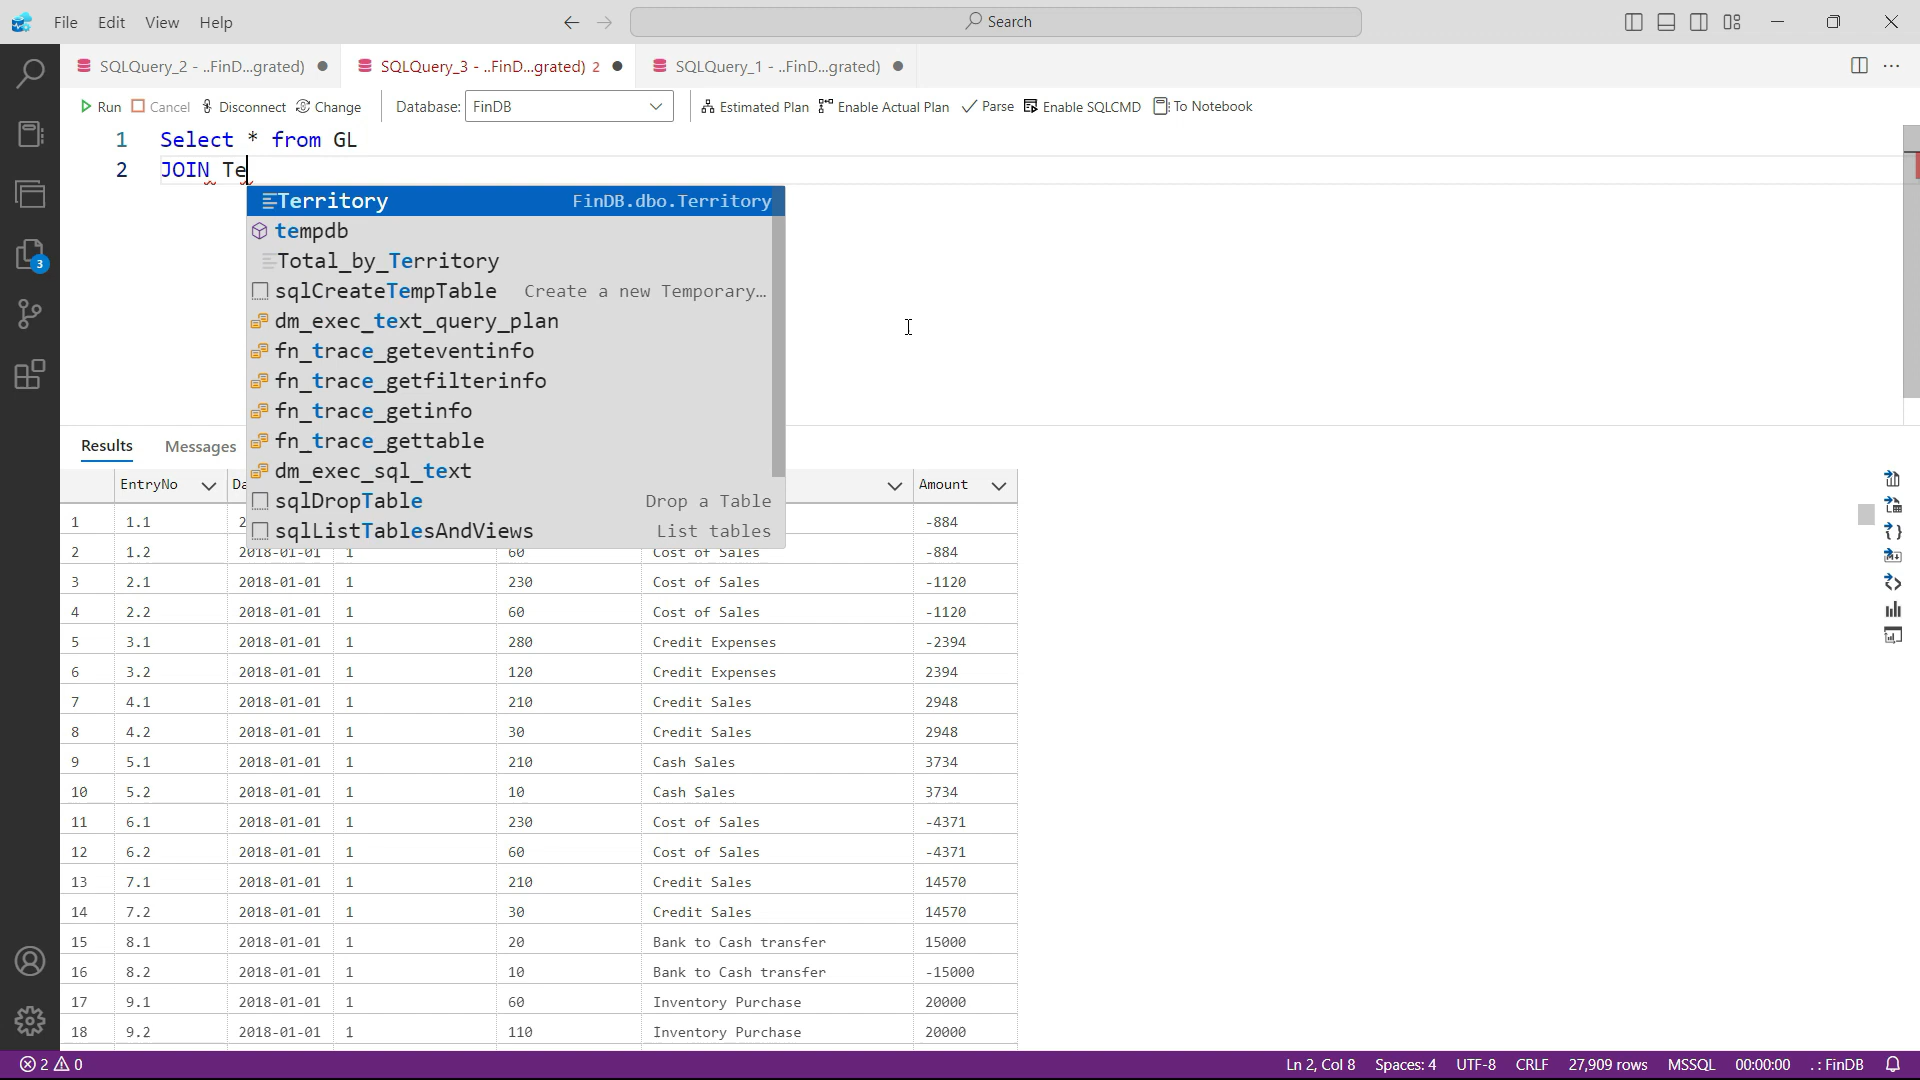 File Edit View Help Search
SQLQuery_2 - ..FinD...grated) SQLQuery_3 - ..FinD...grated) 2 SQLQuery_1 - ..FinD...grated)
Run Cancel Disconnect Change Database: FinDB Estimated Plan Enable Actual Plan Parse Enable SQLCMD To Notebook
1 Select * from GL
2 JOIN Te
Territory FinDB.dbo.Territory
tempdb
3 Total_by_Territory
sqlCreateTempTable Create a new Temporary…
dm_exec_text_query_plan
fn_trace_geteventinfo
fn_trace_getfilterinfo
fn_trace_getinfo
fn_trace_gettable
dm_exec_sql_text
sqlDropTable Drop a Table
sqlListTablesAndViews List tables
Results Messages
EntryNo Da Amount
1 1.1 2 -884
2 1.2 2018-01-01 1 60 Cost of Sales -884
3 2.1 2018-01-01 1 230 Cost of Sales -1120
4 2.2 2018-01-01 1 60 Cost of Sales -1120
5 3.1 2018-01-01 1 280 Credit Expenses -2394
6 3.2 2018-01-01 1 120 Credit Expenses 2394
7 4.1 2018-01-01 1 210 Credit Sales 2948
8 4.2 2018-01-01 1 30 Credit Sales 2948
9 5.1 2018-01-01 1 210 Cash Sales 3734
10 5.2 2018-01-01 1 10 Cash Sales 3734
11 6.1 2018-01-01 1 230 Cost of Sales -4371
12 6.2 2018-01-01 1 60 Cost of Sales -4371
13 7.1 2018-01-01 1 210 Credit Sales 14570
14 7.2 2018-01-01 1 30 Credit Sales 14570
15 8.1 2018-01-01 1 20 Bank to Cash transfer 15000
16 8.2 2018-01-01 1 10 Bank to Cash transfer -15000
17 9.1 2018-01-01 1 60 Inventory Purchase 20000
18 9.2 2018-01-01 1 110 Inventory Purchase 20000
2 0 Ln 2, Col 8 Spaces: 4 UTF-8 CRLF 27,909 rows MSSQL 00:00:00 . : FinDB